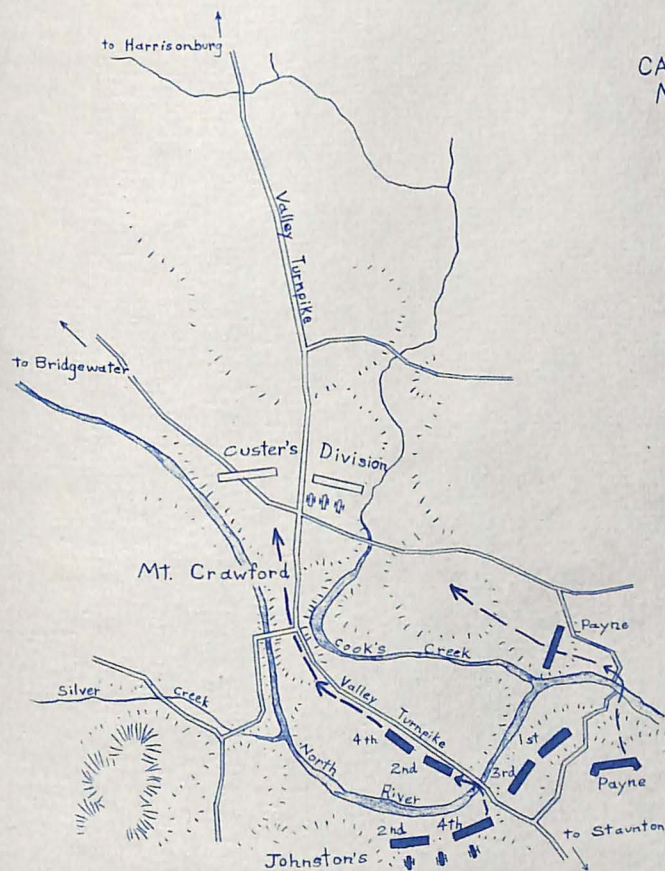 to Harrisonburg
CA
Valley Turnpike
to Bridgewater
Custer's Division
Mt. Crawford
Payne
Cook's Creek
Silver Creek
Valley Turnpike
4th
1st
2nd
3rd
North River
Payne
2nd
4th
to Staunton
Johnston's